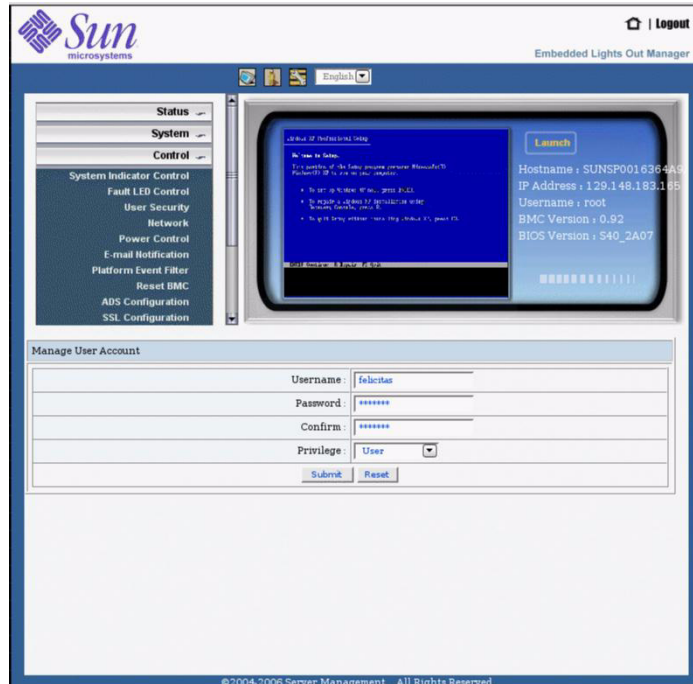 Sun
microsystems
| Logout
Embedded Lights Out Manager
English
Status
System
Control
System Indicator Control
Fault LED Control
User Security
Network
Power Control
E-mail Notification
Platform Event Filter
Reset BMC
ADS Configuration
SSL Configuration
Launch
Hostname : SUNSP0016364A9
IP Address : 129.148.183.165
Username : root
BMC Version : 0.92
BIOS Version : S40_2A07
Welcome to Setup.
Manage User Account
Username : felicitas
Password : *******
Confirm : *******
Privilege : User
Submit Reset
©2004-2006 Server Management All Rights Reserved